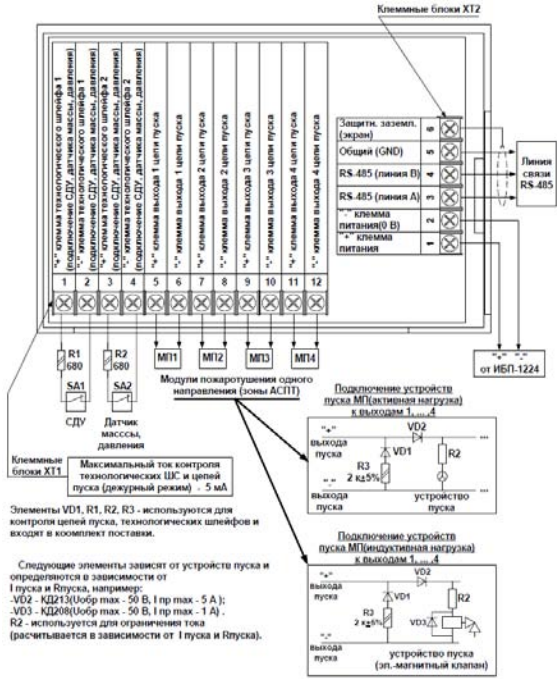 Клеммные блоки XT2
"+" клемма технологического шлейфа 1
(подключение СДУ, датчика массы, давления)
"-" клемма технологического шлейфа 1
(подключение СДУ, датчика массы, давления)
"+" клемма технологического шлейфа 2
(подключение СДУ, датчика массы, давления)
"-" клемма технологического шлейфа 2
(подключение СДУ, датчика массы, давления)
"+" клемма выхода 1 цепи пуска
"-" клемма выхода 1 цепи пуска
"+" клемма выхода 2 цепи пуска
"-" клемма выхода 2 цепи пуска
"+" клемма выхода 3 цепи пуска
"-" клемма выхода 3 цепи пуска
"+" клемма выхода 4 цепи пуска
"-" клемма выхода 4 цепи пуска
1 2 3 4 5 6 7 8 9 10 11 12
Защитн. заземл.
(экран)
6
Общий (GND)
5
RS-485 (линия В)
4
RS-485 (линия А)
3
"-" клемма
питания(0 В)
2
"+" клемма
питания
1
Линия
связи
RS-485
"+" "-"
от ИБП-1224
R1
680
R2
680
SA1
SA2
СДУ
Датчик
масссы,
давления
МП1
МП2
МП3
МП4
Модули пожаротушения одного
направления (зоны АСПТ)
Клеммные
блоки XT1
Максимальный ток контроля
технологических ШС и цепей
пуска (дежурный режим) - 5 мА
Элементы VD1, R1, R2, R3 - используются для
контроля цепей пуска, технологических шлейфов и
входят в коомплект поставки.
Следующие элементы зависят от устройств пуска и
определяются в зависимости от
I пуска и Rпуска, например:
-VD2 - КД213(Uобр max - 50 В, I пр max - 5 А );
-VD3 - КД208(Uобр max - 50 В, I пр max - 1 А) .
R2 - используется для ограничения тока
(расчитывается в зависимости от I пуска и Rпуска).
Подключение устройств
пуска МП(активная нагрузка)
к выходам 1, ... ,4
"+"
выхода
пуска
VD2
VD1
R2
R3
2 к±5%
"-"
выхода
пуска
устройство
пуска
Подключение устройств
пуска МП(индуктивная нагрузка)
к выходам 1, ... ,4
"+"
выхода
пуска
VD2
VD1
R2
R3
2 к±5%
VD3
"-"
выхода
пуска
устройство пуска
(эл.-магнитный клапан)